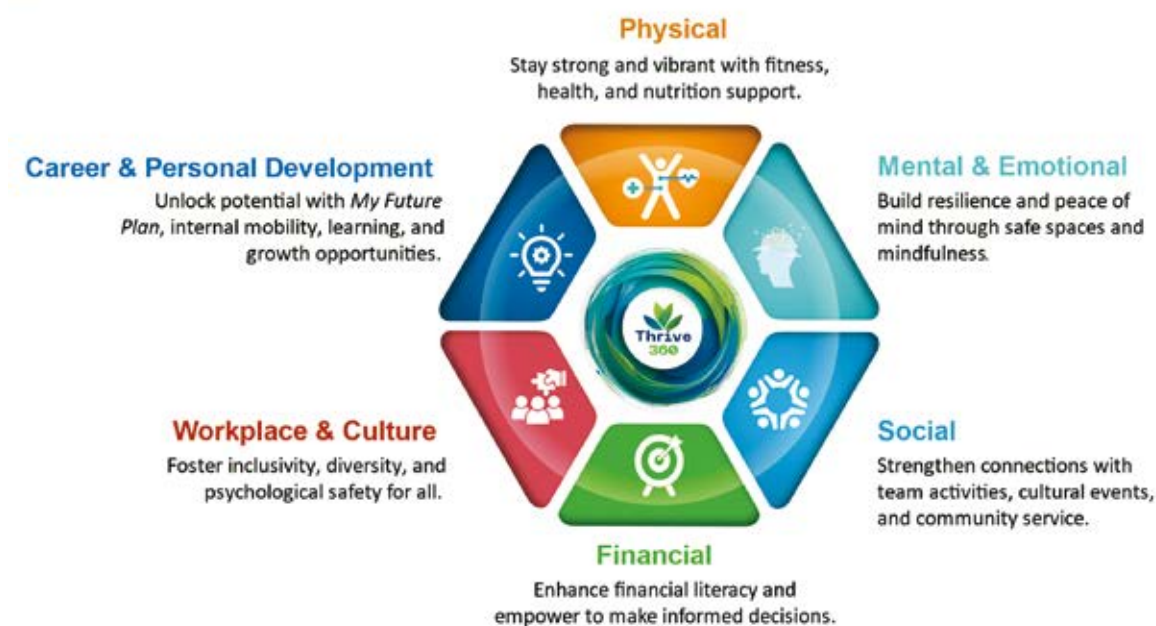 Physical
Stay strong and vibrant with fitness,
health, and nutrition support.
Career & Personal Development
Unlock potential with My Future
Plan, internal mobility, learning, and
growth opportunities.
Mental & Emotional
Build resilience and peace of
mind through safe spaces and
mindfulness.
Thrive
360
Workplace & Culture
Foster inclusivity, diversity, and
psychological safety for all.
Social
Strengthen connections with
team activities, cultural events,
and community service.
Financial
Enhance financial literacy and
empower to make informed decisions.